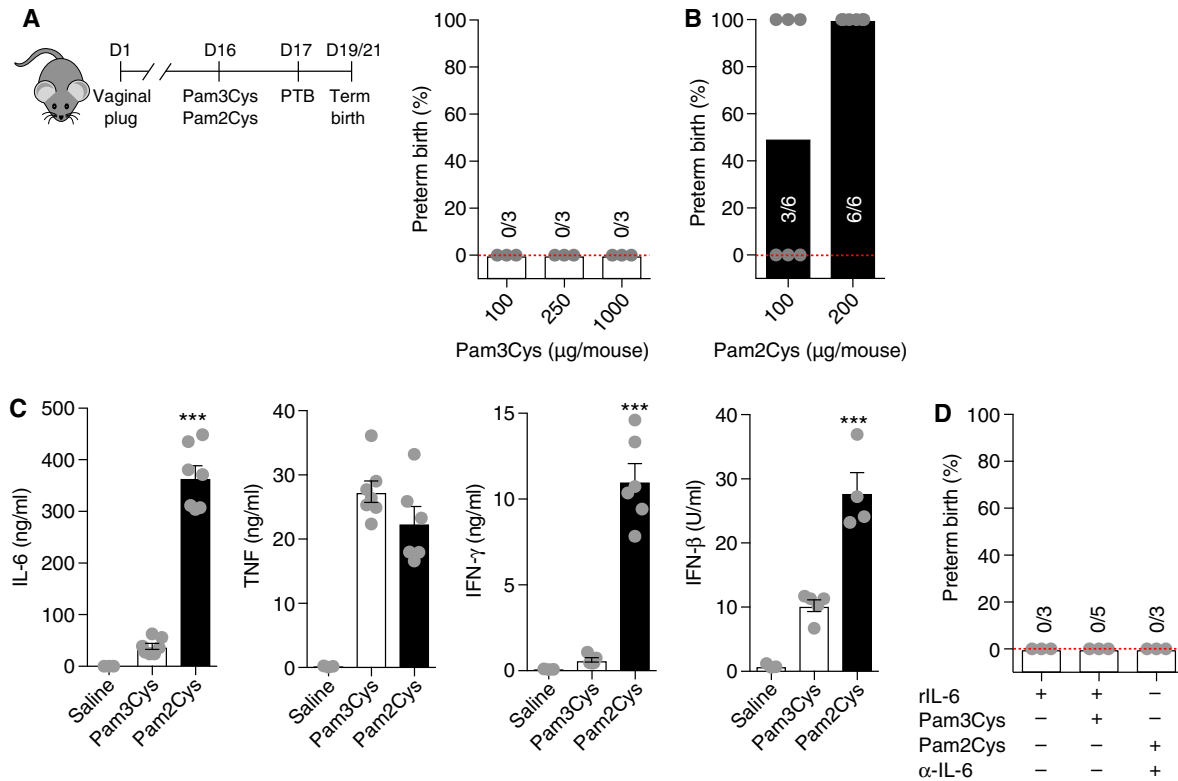 A
D1 D16 D17 D19/21
Vaginal plug
Pam3Cys
Pam2Cys
PTB
Term birth
Preterm birth (%)
100
80
60
40
20
0
0/3 0/3 0/3
100 250 1000
Pam3Cys (µg/mouse)
B
Preterm birth (%)
100
80
60
40
20
0
3/6 6/6
100 200
Pam2Cys (µg/mouse)
C
IL-6 (ng/ml)
500
400
300
200
100
0
***
Saline Pam3Cys Pam2Cys
TNF (ng/ml)
40
30
20
10
0
Saline Pam3Cys Pam2Cys
IFN-γ (ng/ml)
15
10
5
0
***
Saline Pam3Cys Pam2Cys
IFN-β (U/ml)
40
30
20
10
0
***
Saline Pam3Cys Pam2Cys
D
Preterm birth (%)
100
80
60
40
20
0
0/3 0/5 0/3
rIL-6 + + –
Pam3Cys – + –
Pam2Cys – – +
α-IL-6 – – +